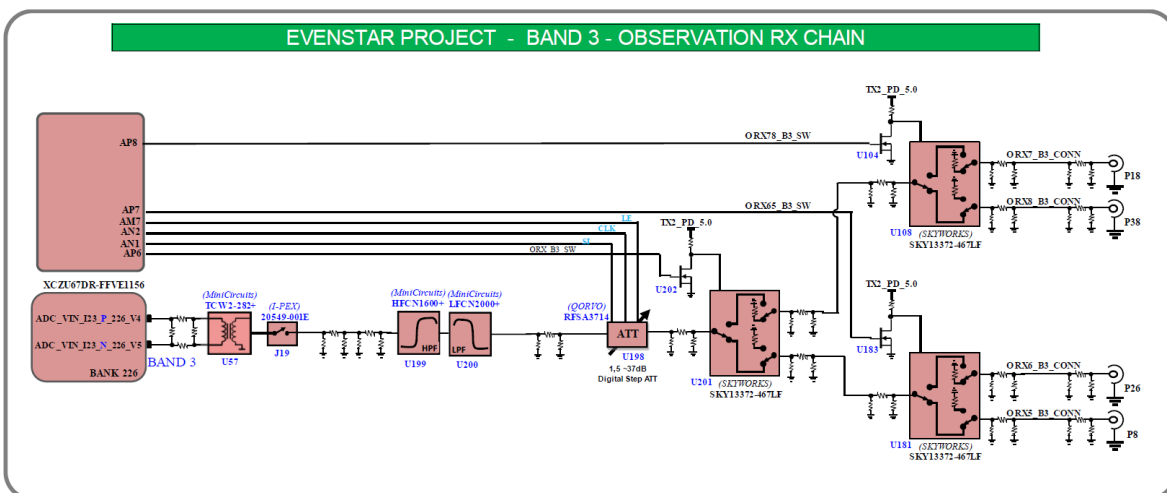 EVENSTAR PROJECT - BAND 3 - OBSERVATION RX CHAIN
TX2_PD_5.0
AP8
ORX78_B3_SW
U104
ORX7_B3_CONN
P18
AP7
ORX65_B3_SW
ORX8_B3_CONN
P38
AM7
LE
AN2
CLK
TX2_PD_5.0
U108
(SKYWORKS)
SKY13372-467LF
AN1
SI
AP6
ORX_B3_SW
XCZU67DR-FFVE1156
U202
TX2_PD_5.0
(MiniCircuits)
TCW2-282+
(I-PEX)
20549-001E
(MiniCircuits)
HFCN1600+
(MiniCircuits)
LFCN2000+
(QORVO)
RFSA3714
ADC_VIN_I23_P_226_V4
ADC_VIN_I23_N_226_V5
BAND 3
BANK 226
U57
J19
HPF
U199
LPF
U200
ATT
U198
1,5 ~37dB
Digital Step ATT
U201
(SKYWORKS)
SKY13372-467LF
U183
ORX6_B3_CONN
P26
ORX5_B3_CONN
P8
U181
(SKYWORKS)
SKY13372-467LF